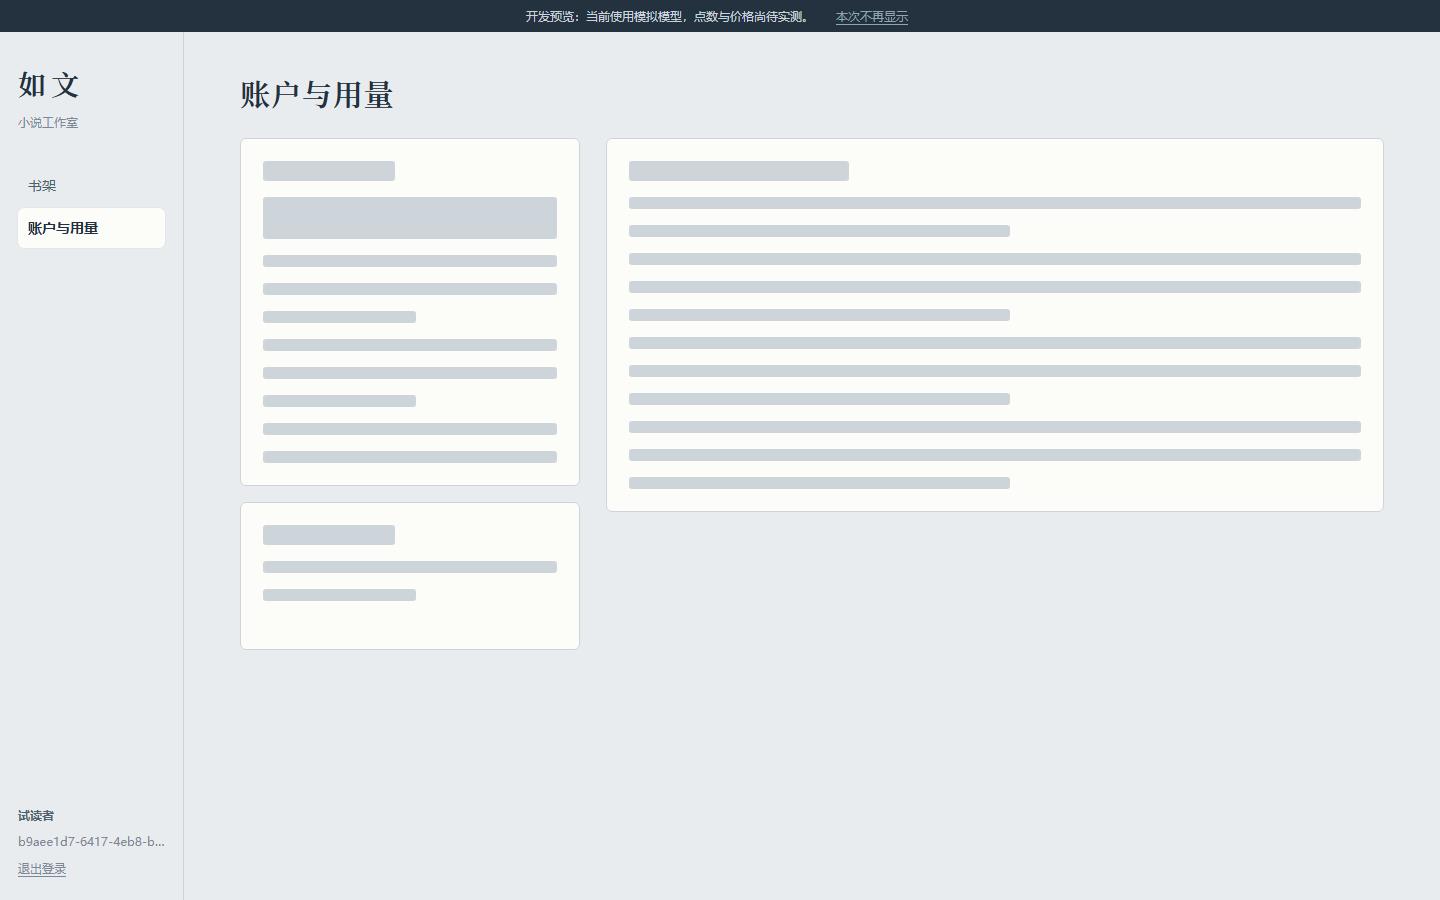 开发预览：当前使用模拟模型，点数与价格尚待实测。 本次不再显示
如文
小说工作室
书架
账户与用量
账户与用量
试读者
b9aee1d7-6417-4eb8-b...
退出登录